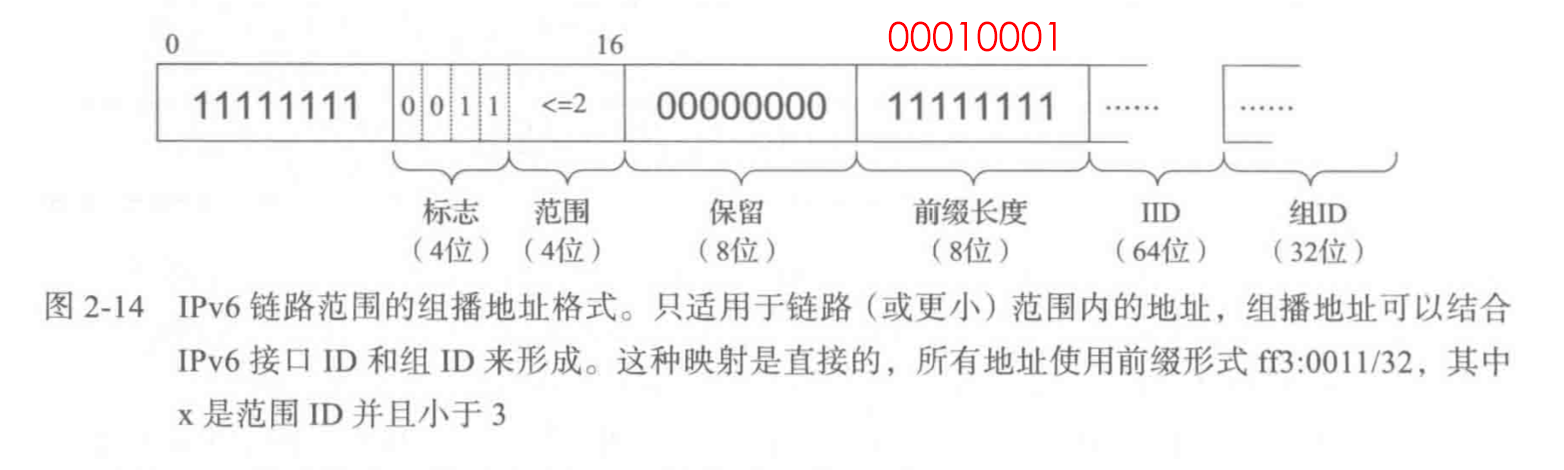 00010001
0 16
11111111 0 0 1 1 <=2 00000000 11111111 …… ……
标志 范围 保留 前缀长度 IID 组ID
（4位） （4位） （8位） （8位） （64位） （32位）
图 2-14 IPv6 链路范围的组播地址格式。只适用于链路（或更小）范围内的地址，组播地址可以结合
IPv6 接口 ID 和组 ID 来形成。这种映射是直接的，所有地址使用前缀形式 ff3:0011/32，其中
x 是范围 ID 并且小于 3